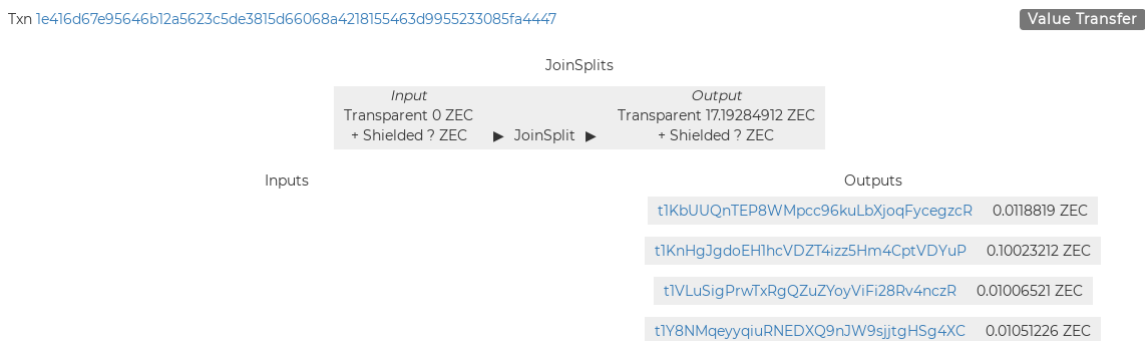 Txn 1e416d67e95646b12a5623c5de3815d66068a4218155463d9955233085fa4447 Value Transfer
JoinSplits
Input Output
Transparent 0 ZEC Transparent 17.19284912 ZEC
+ Shielded ? ZEC ▶ JoinSplit ▶ + Shielded ? ZEC
Inputs Outputs
t1KbUUQnTEP8WMpcc96kuLbXjoqFycegzcR 0.0118819 ZEC
t1KnHgJgdoEH1hcVDZT4izz5Hm4CptVDYuP 0.10023212 ZEC
t1VLuSigPrwTxRgQZuZYoyViFi28Rv4nczR 0.01006521 ZEC
t1Y8NMqeyyqiuRNEDXQ9nJW9sjjtgHSg4XC 0.01051226 ZEC